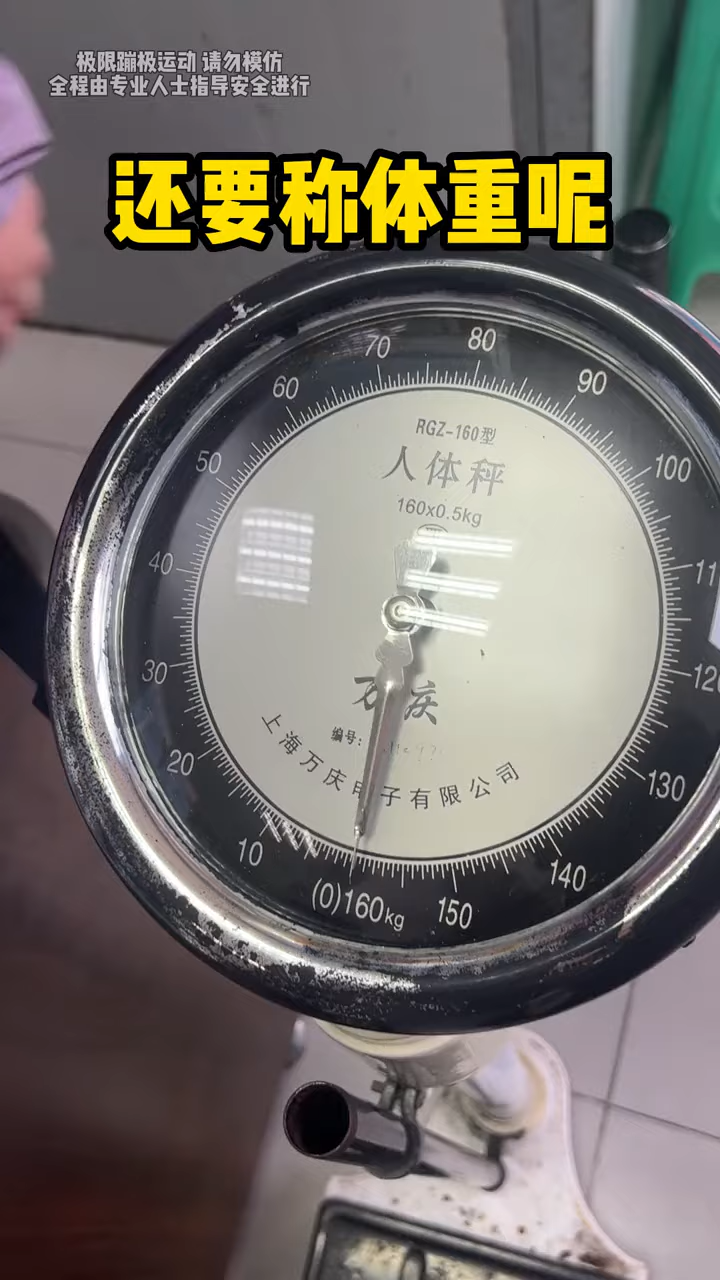 极限蹦极运动 请勿模仿
全程由专业人士指导安全进行
还要称体重呢
80
70
90
60
RGZ-160型
100
50
人体秤
160x0.5kg
40
11
30
120
万庆
编号:
20
130
上海万庆电子有限公司
10
140
(0)160kg
150